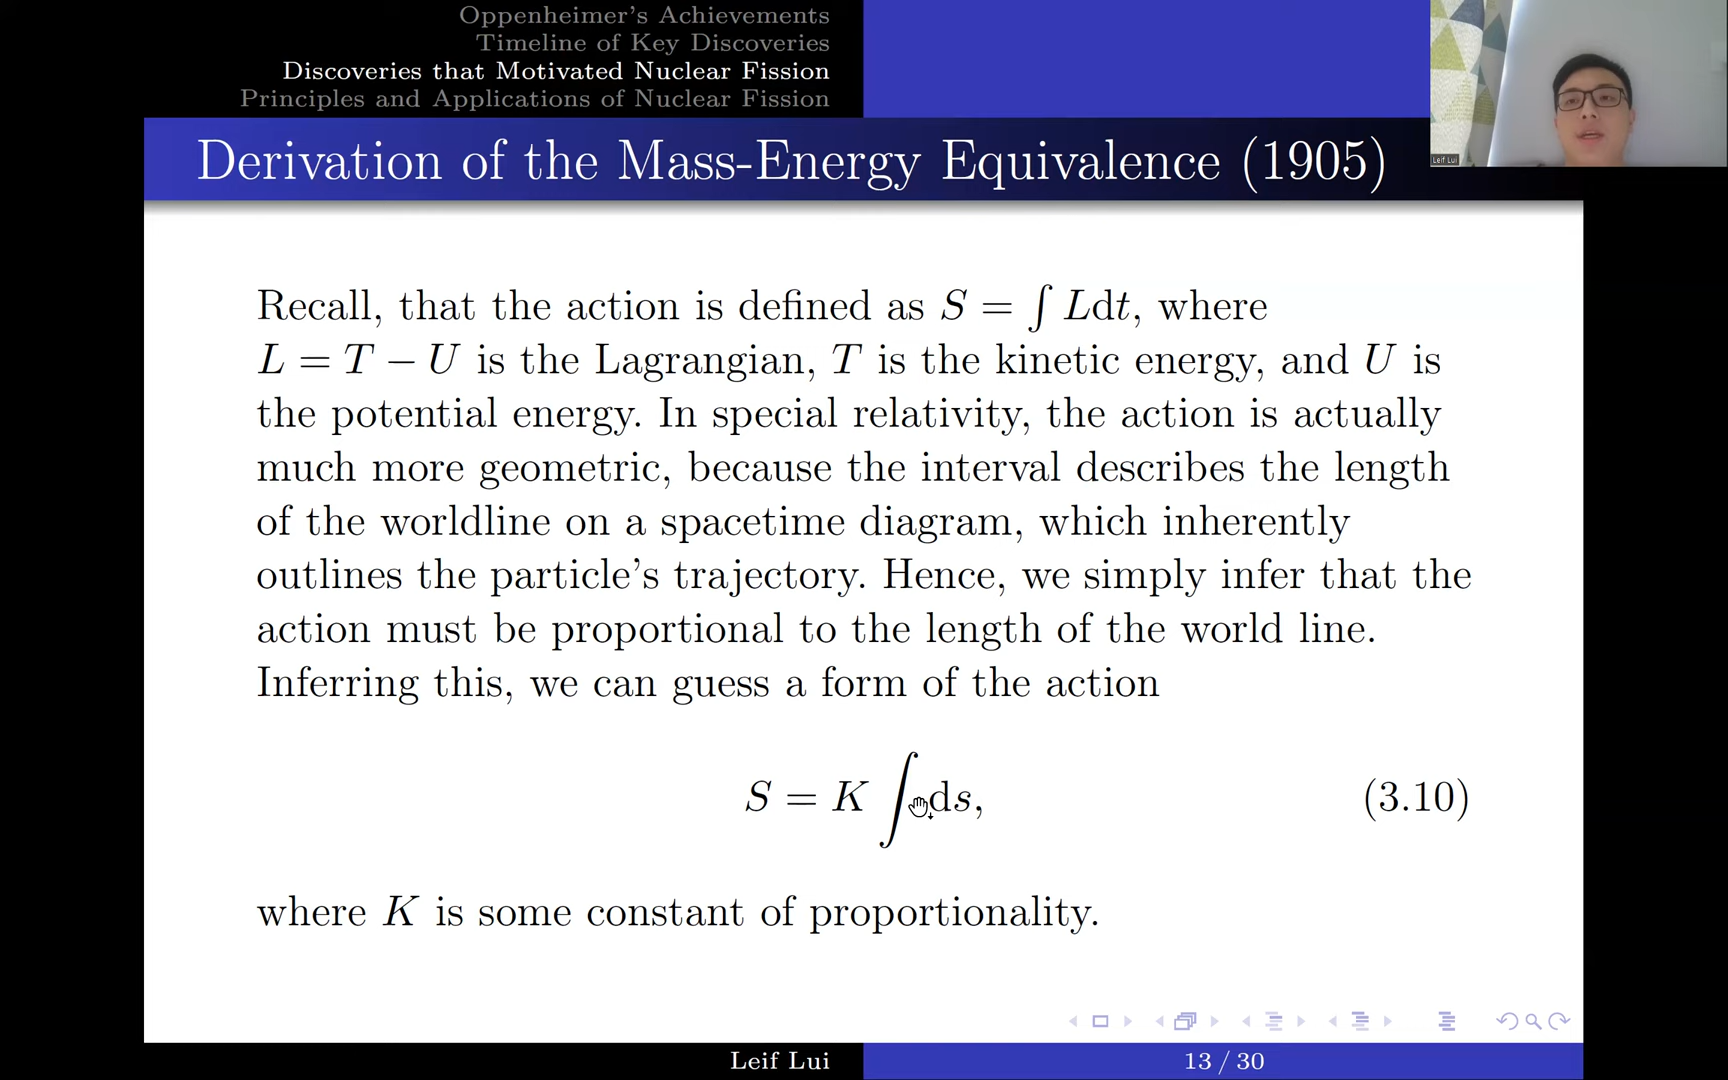 Oppenheimer's Achievements
Timeline of Key Discoveries
Discoveries that Motivated Nuclear Fission
Principles and Applications of Nuclear Fission
Derivation of the Mass-Energy Equivalence (1905)
Leif Lui
Recall, that the action is defined as S = ∫ Ldt, where
L = T − U is the Lagrangian, T is the kinetic energy, and U is
the potential energy. In special relativity, the action is actually
much more geometric, because the interval describes the length
of the worldline on a spacetime diagram, which inherently
outlines the particle's trajectory. Hence, we simply infer that the
action must be proportional to the length of the world line.
Inferring this, we can guess a form of the action
S = K ∫ ds, (3.10)
where K is some constant of proportionality.
Leif Lui 13 / 30